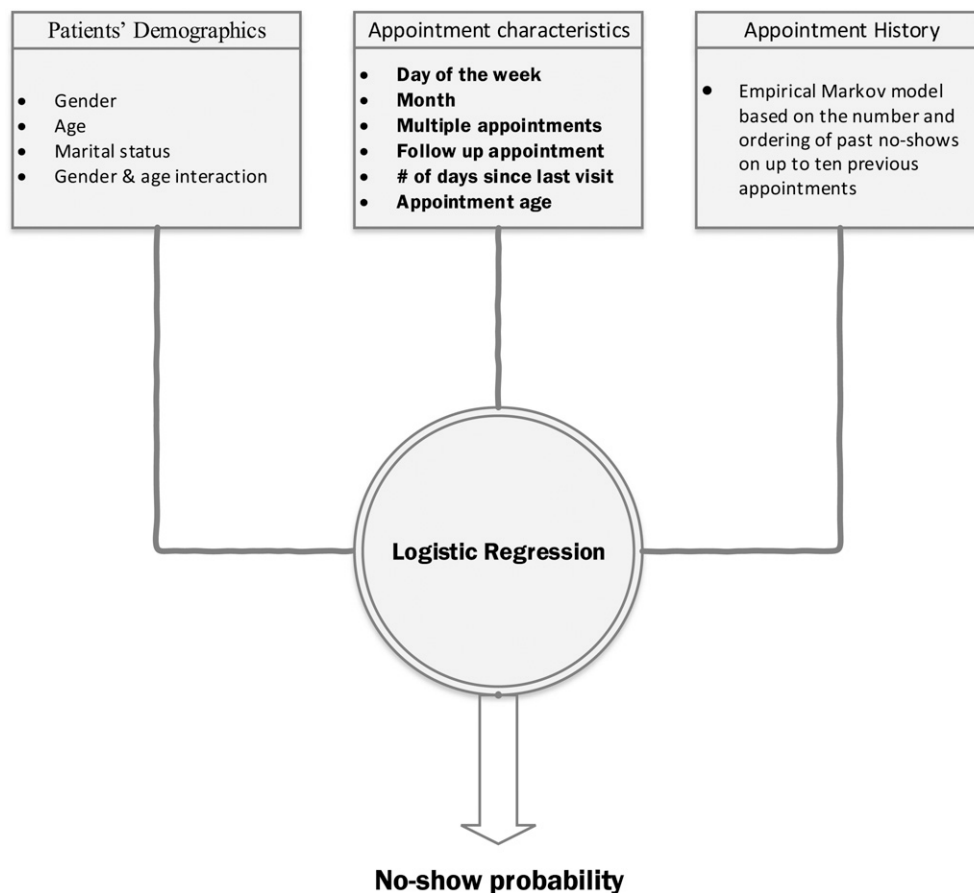 Patients' Demographics
• Gender
• Age
• Marital status
• Gender & age interaction
Appointment characteristics
• Day of the week
• Month
• Multiple appointments
• Follow up appointment
• # of days since last visit
• Appointment age
Appointment History
• Empirical Markov model
based on the number and
ordering of past no-shows
on up to ten previous
appointments
Logistic Regression
No-show probability